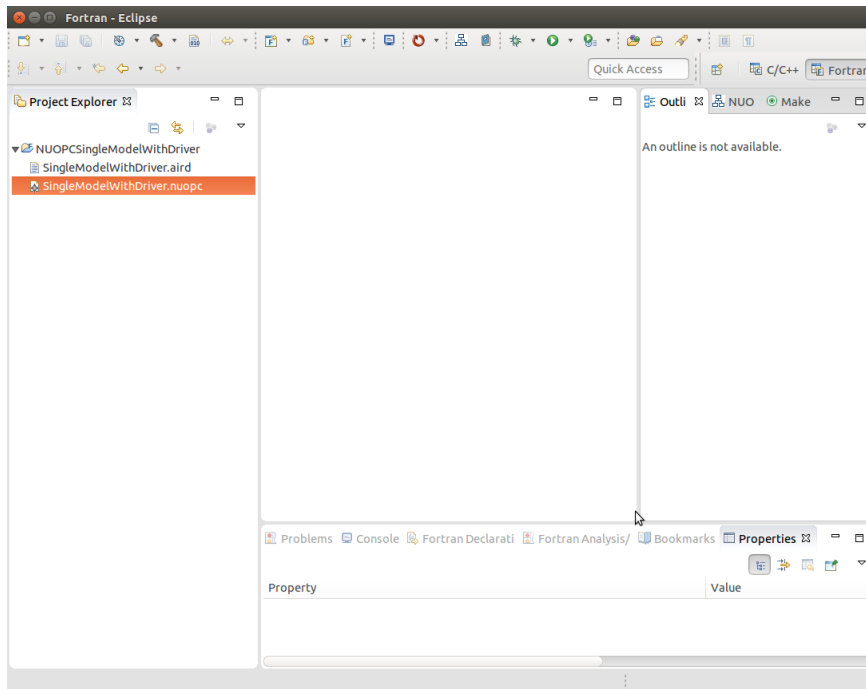 Fortran - Eclipse
Quick Access
C/C++
Fortran
Project Explorer
Outli
NUO
Make
NUOPCSingleModelWithDriver
SingleModelWithDriver.aird
SingleModelWithDriver.nuopc
An outline is not available.
Problems
Console
Fortran Declarati
Fortran Analysis/
Bookmarks
Properties
Property
Value